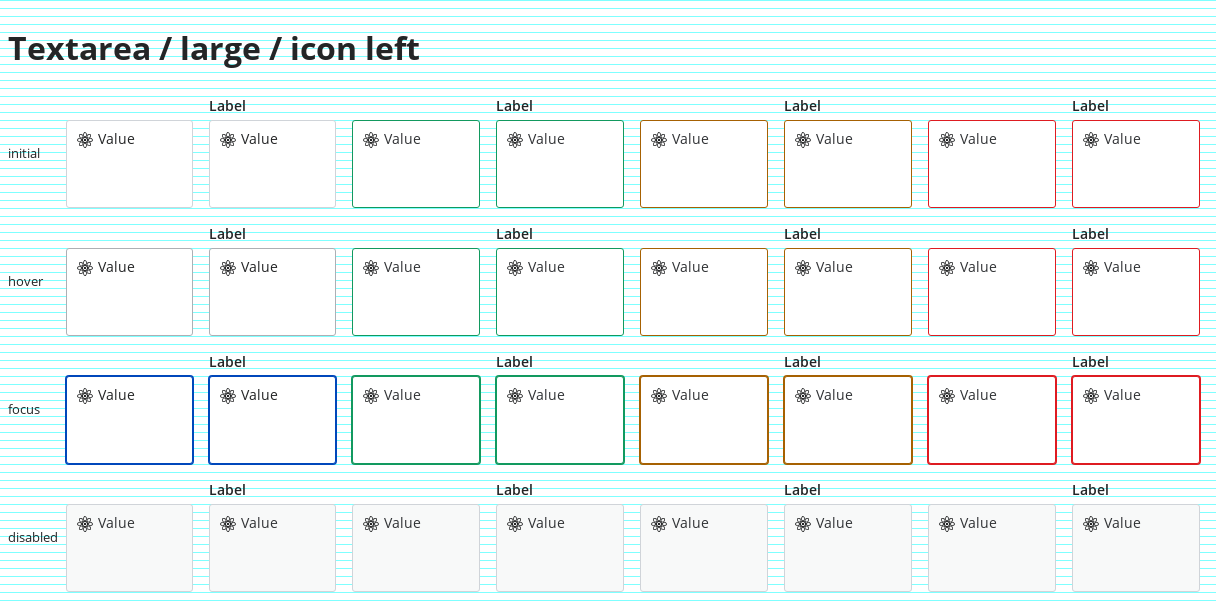 Textarea / large / icon left
Label Label Label Label
initial Value Value Value Value Value Value Value Value
Label Label Label Label
hover Value Value Value Value Value Value Value Value
Label Label Label Label
focus Value Value Value Value Value Value Value Value
Label Label Label Label
disabled Value Value Value Value Value Value Value Value